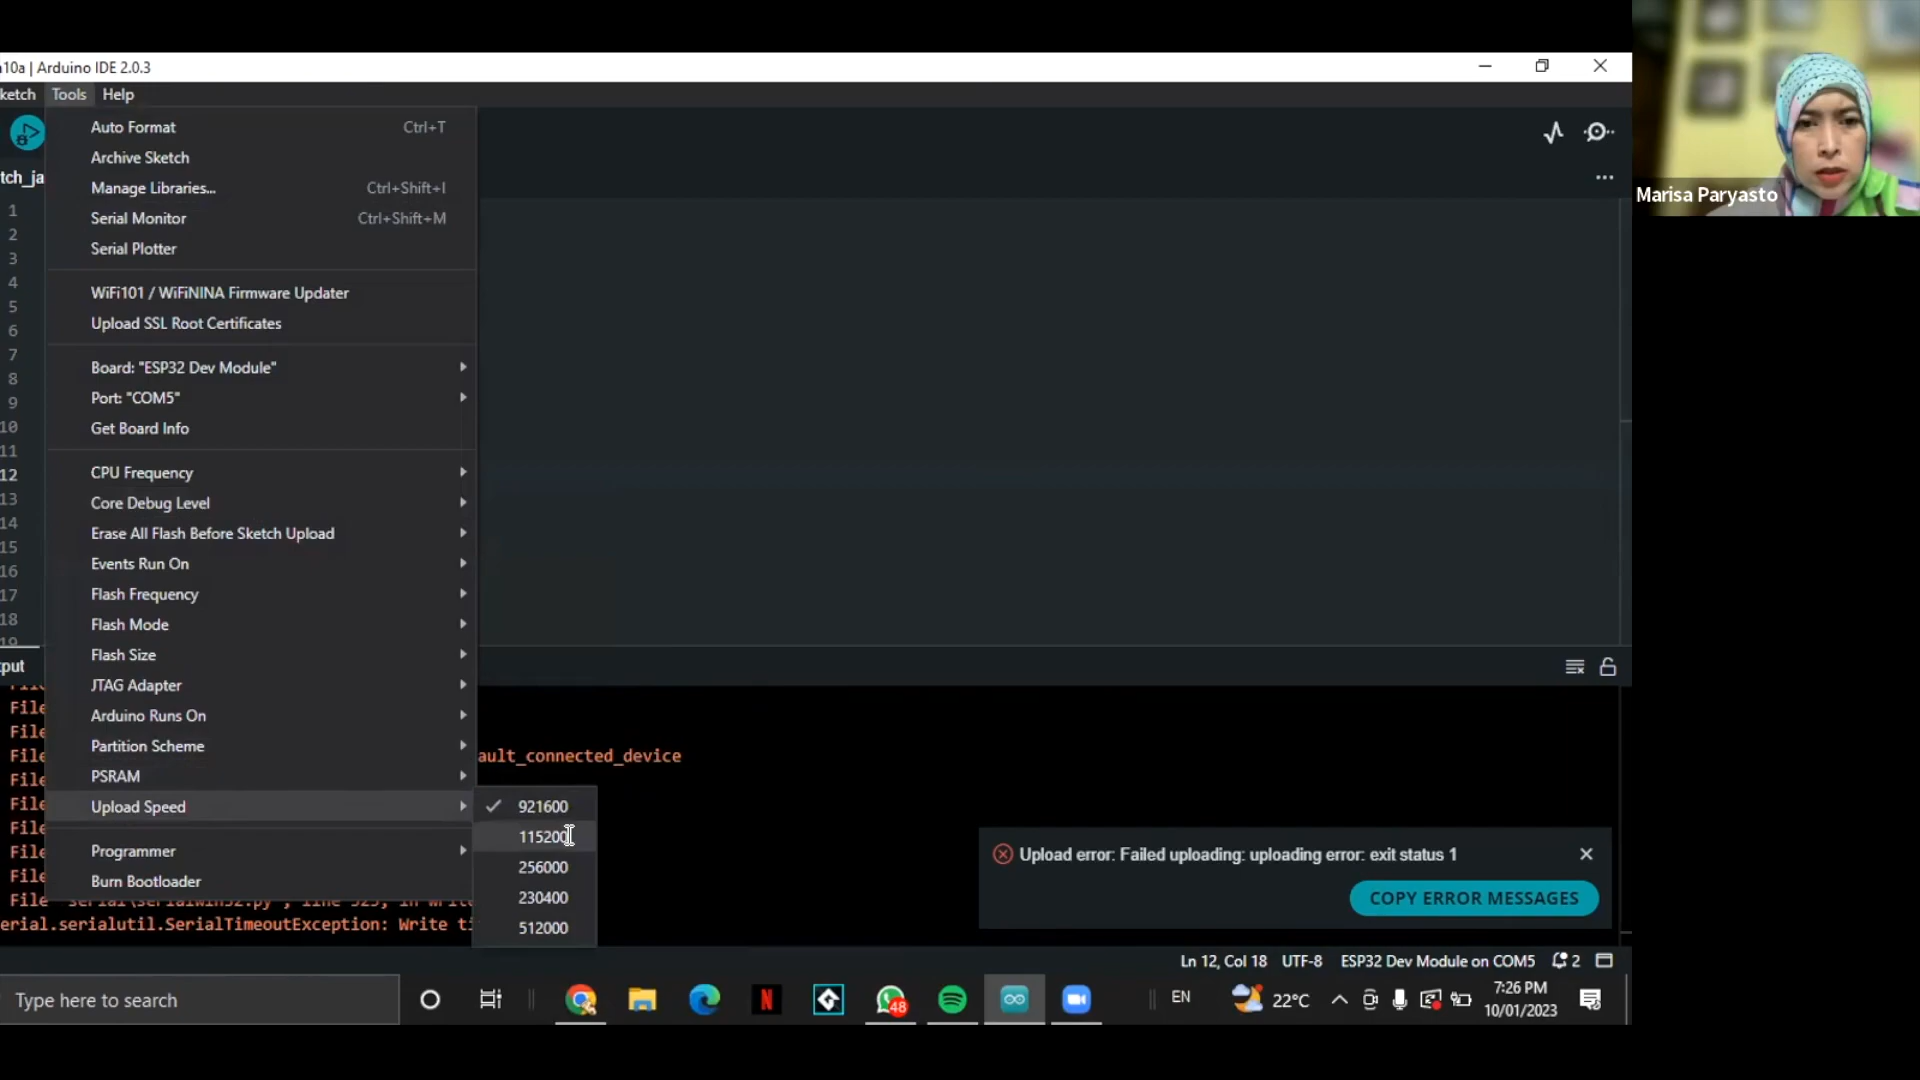 10a | Arduino IDE 2.0.3
ketch Tools Help
tch_ja
Auto Format Ctrl+T
Archive Sketch
Manage Libraries... Ctrl+Shift+I
Serial Monitor Ctrl+Shift+M
Serial Plotter
WiFi101 / WiFiNINA Firmware Updater
Upload SSL Root Certificates
Board: "ESP32 Dev Module"
Port: "COM5"
Get Board Info
CPU Frequency
Core Debug Level
Erase All Flash Before Sketch Upload
Events Run On
Flash Frequency
Flash Mode
Flash Size
JTAG Adapter
Arduino Runs On
Partition Scheme
PSRAM
Upload Speed
Programmer
Burn Bootloader
921600
115200
256000
230400
512000
1
2
3
4
5
6
7
8
9
10
11
12
13
14
15
16
17
18
19
put
File
File
File ault_connected_device
File
File
File
File
File
File
erial.serialutil.SerialTimeoutException: Write ti
Upload error: Failed uploading: uploading error: exit status 1
COPY ERROR MESSAGES
Ln 12, Col 18 UTF-8 ESP32 Dev Module on COM5 2
Type here to search
48
EN
22°C
7:26 PM
10/01/2023
Marisa Paryasto